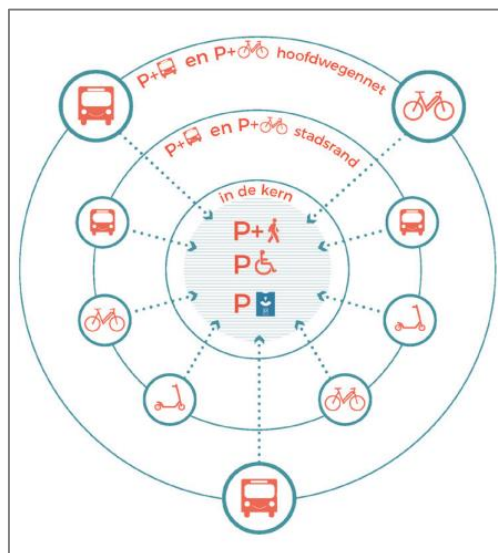 P+ en P+ hoofdwegennet
P+ en P+ stadsrand
in de kern
P+
P
P